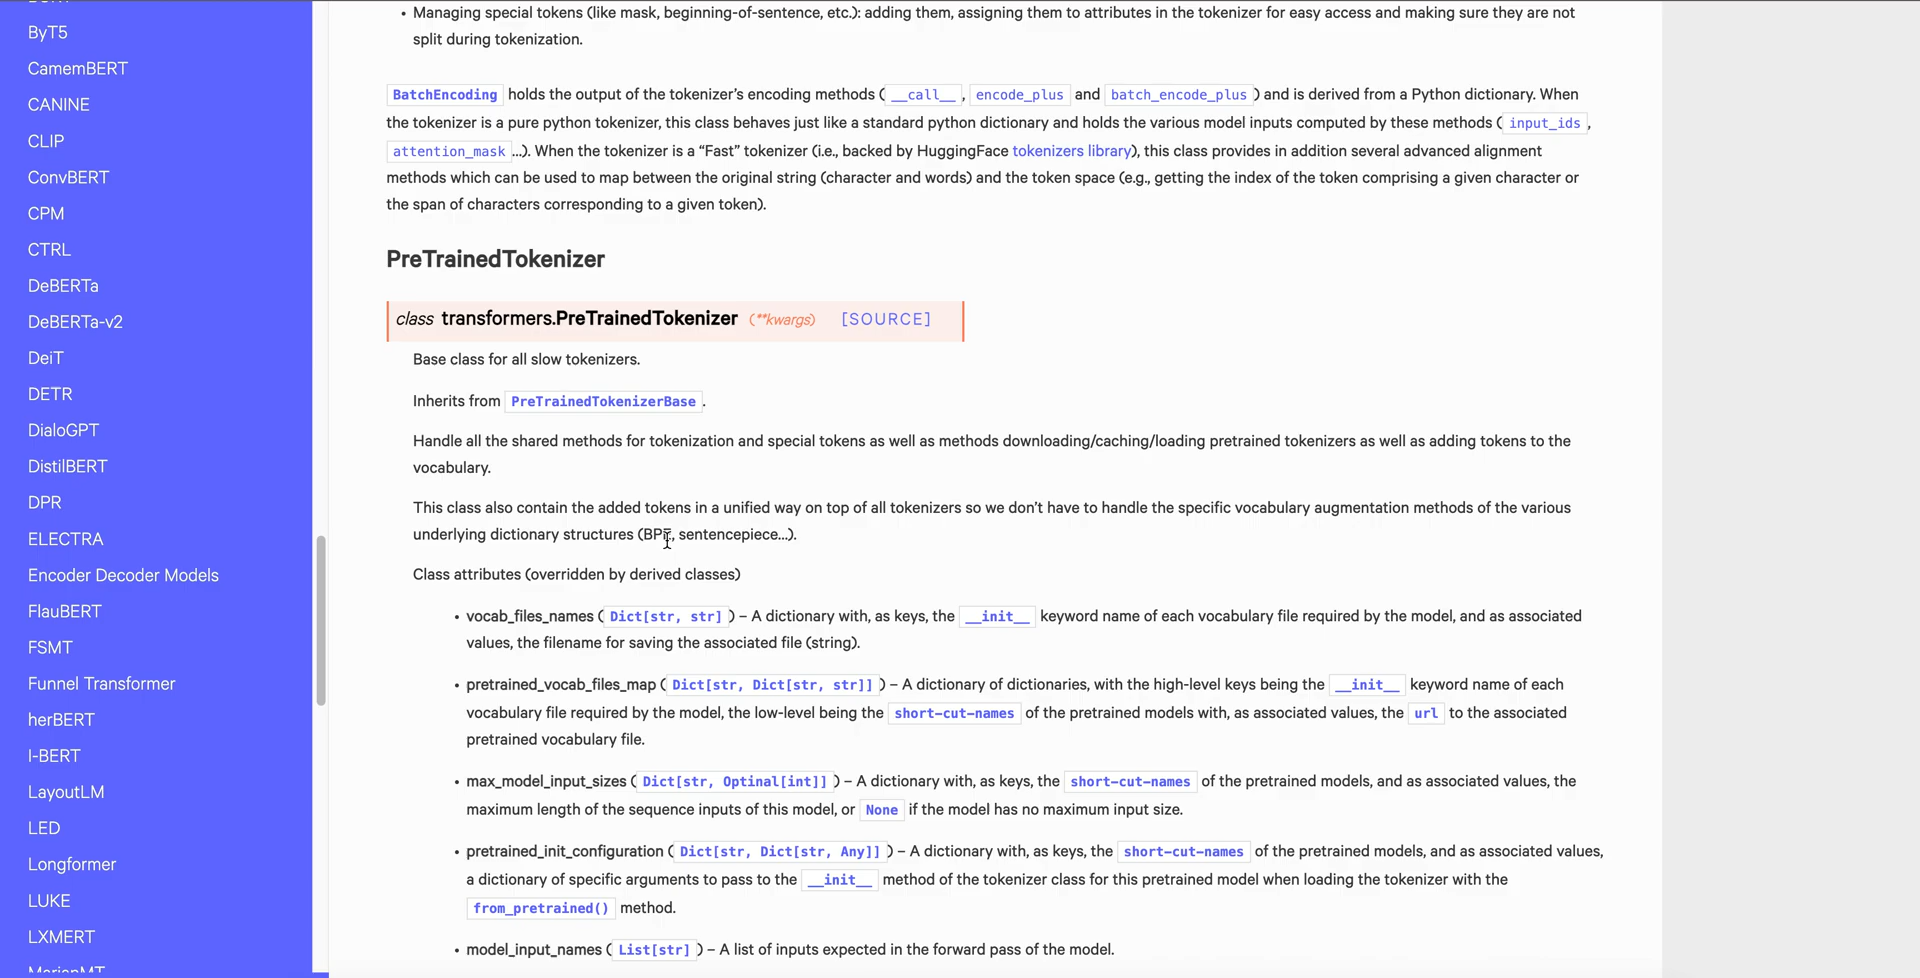 ByT5
CamemBERT
CANINE
CLIP
ConvBERT
CPM
CTRL
DeBERTa
DeBERTa-v2
DeiT
DETR
DialoGPT
DistilBERT
DPR
ELECTRA
Encoder Decoder Models
FlauBERT
FSMT
Funnel Transformer
herBERT
I-BERT
LayoutLM
LED
Longformer
LUKE
LXMERT
MarianMT
• Managing special tokens (like mask, beginning-of-sentence, etc.): adding them, assigning them to attributes in the tokenizer for easy access and making sure they are not
split during tokenization.
BatchEncoding holds the output of the tokenizer’s encoding methods (__call__, encode_plus and batch_encode_plus) and is derived from a Python dictionary. When
the tokenizer is a pure python tokenizer, this class behaves just like a standard python dictionary and holds the various model inputs computed by these methods (input_ids,
attention_mask…). When the tokenizer is a “Fast” tokenizer (i.e., backed by HuggingFace tokenizers library), this class provides in addition several advanced alignment
methods which can be used to map between the original string (character and words) and the token space (e.g., getting the index of the token comprising a given character or
the span of characters corresponding to a given token).
PreTrainedTokenizer
class transformers.PreTrainedTokenizer (**kwargs) [SOURCE]
Base class for all slow tokenizers.
Inherits from PreTrainedTokenizerBase.
Handle all the shared methods for tokenization and special tokens as well as methods downloading/caching/loading pretrained tokenizers as well as adding tokens to the
vocabulary.
This class also contain the added tokens in a unified way on top of all tokenizers so we don’t have to handle the specific vocabulary augmentation methods of the various
underlying dictionary structures (BPE, sentencepiece…).
Class attributes (overridden by derived classes)
• vocab_files_names (Dict[str, str]) – A dictionary with, as keys, the __init__ keyword name of each vocabulary file required by the model, and as associated
values, the filename for saving the associated file (string).
• pretrained_vocab_files_map (Dict[str, Dict[str, str]]) – A dictionary of dictionaries, with the high-level keys being the __init__ keyword name of each
vocabulary file required by the model, the low-level being the short-cut-names of the pretrained models with, as associated values, the url to the associated
pretrained vocabulary file.
• max_model_input_sizes (Dict[str, Optinal[int]]) – A dictionary with, as keys, the short-cut-names of the pretrained models, and as associated values, the
maximum length of the sequence inputs of this model, or None if the model has no maximum input size.
• pretrained_init_configuration (Dict[str, Dict[str, Any]]) – A dictionary with, as keys, the short-cut-names of the pretrained models, and as associated values,
a dictionary of specific arguments to pass to the __init__ method of the tokenizer class for this pretrained model when loading the tokenizer with the
from_pretrained() method.
• model_input_names (List[str]) – A list of inputs expected in the forward pass of the model.